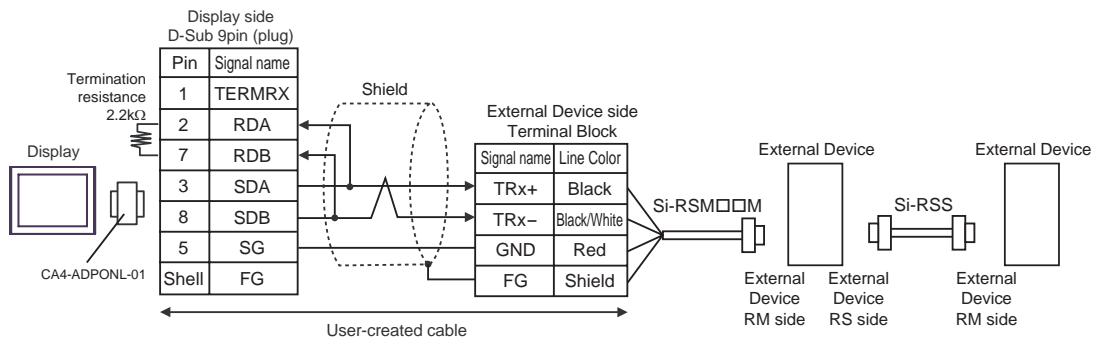 Display side
D-Sub 9pin (plug)
Pin Signal name
1 TERMRX
2 RDA
7 RDB
3 SDA
8 SDB
5 SG
Shell FG
Termination
resistance
2.2kΩ
Display
CA4-ADPONL-01
Shield
External Device side
Terminal Block
Signal name Line Color
TRx+ Black
TRx− Black/White
GND Red
FG Shield
User-created cable
Si-RSM□□M
External Device
External
Device
RM side
External
Device
RS side
Si-RSS
External Device
External
Device
RM side